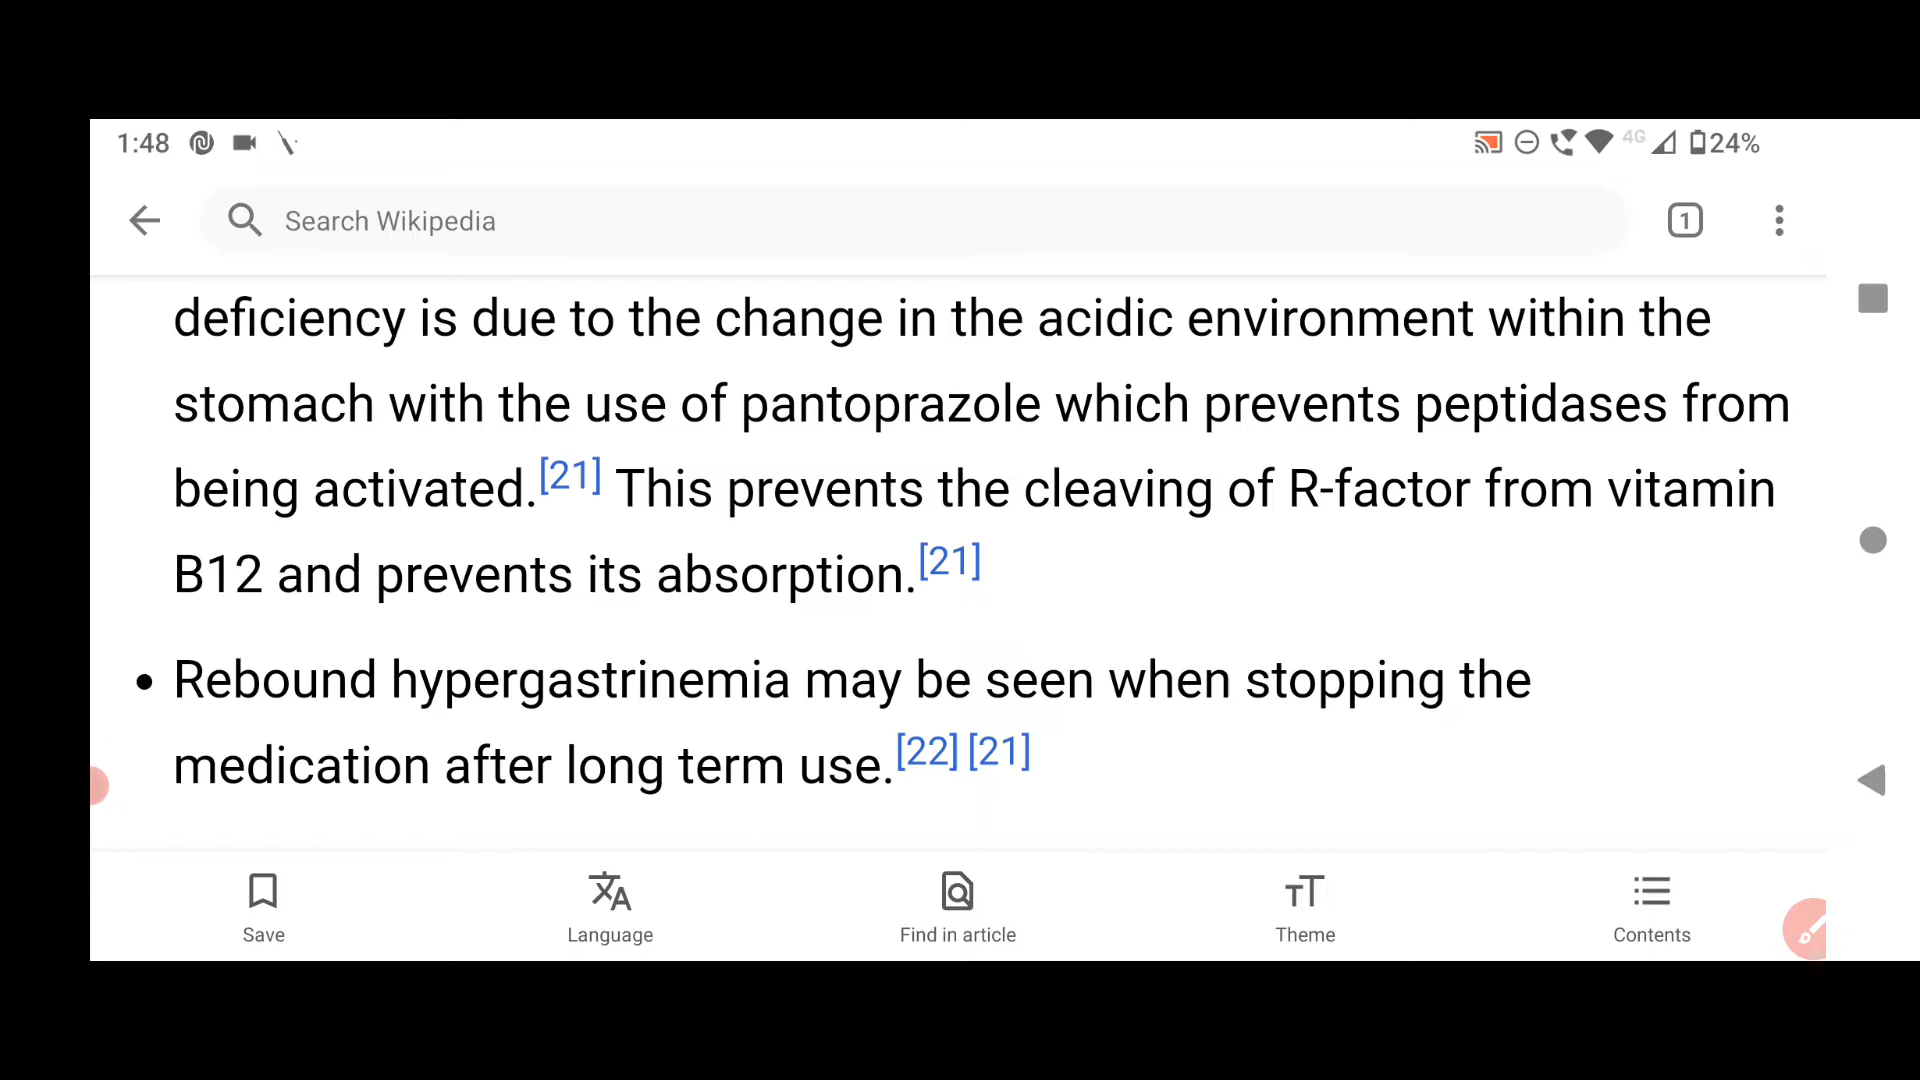 1:48 4G 24%
Search Wikipedia 1
deficiency is due to the change in the acidic environment within the
stomach with the use of pantoprazole which prevents peptidases from
being activated.[21] This prevents the cleaving of R-factor from vitamin
B12 and prevents its absorption.[21]
• Rebound hypergastrinemia may be seen when stopping the
medication after long term use.[22][21]
Save Language Find in article Theme Contents